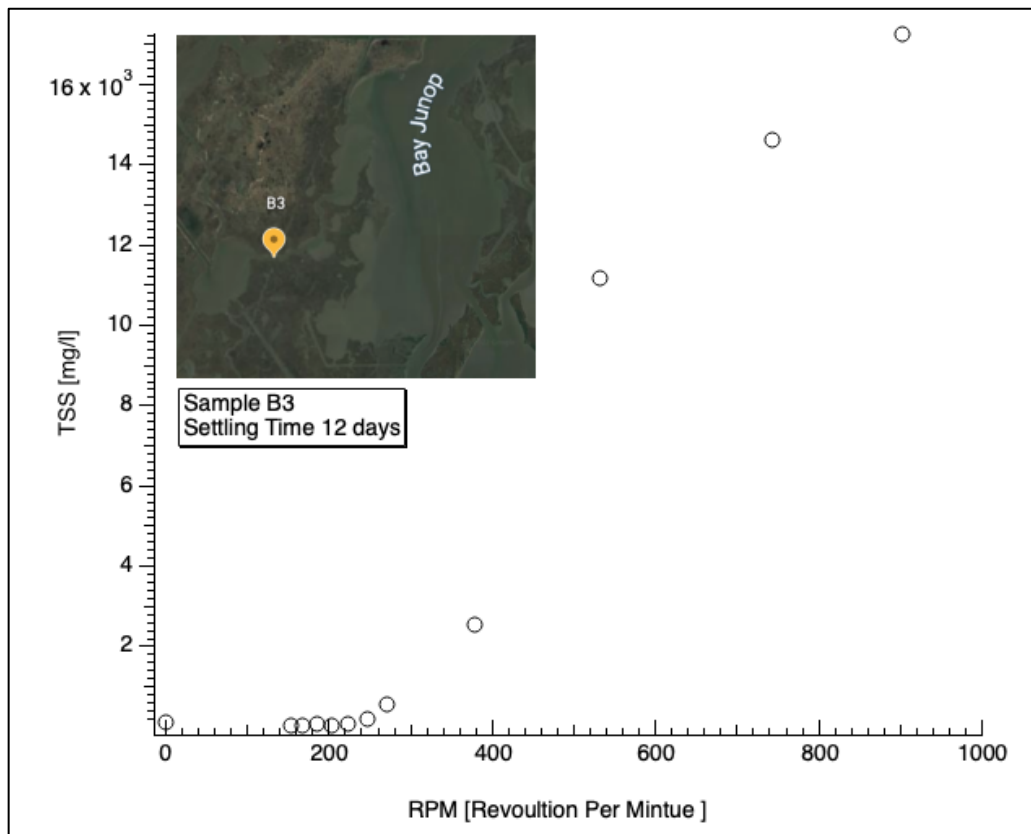 16 x 10³
14
12
10
8
6
4
2
TSS [mg/l]
Bay Junop
B3
Sample B3
Settling Time 12 days
0
200
400
600
800
1000
RPM [Revoultion Per Mintue ]